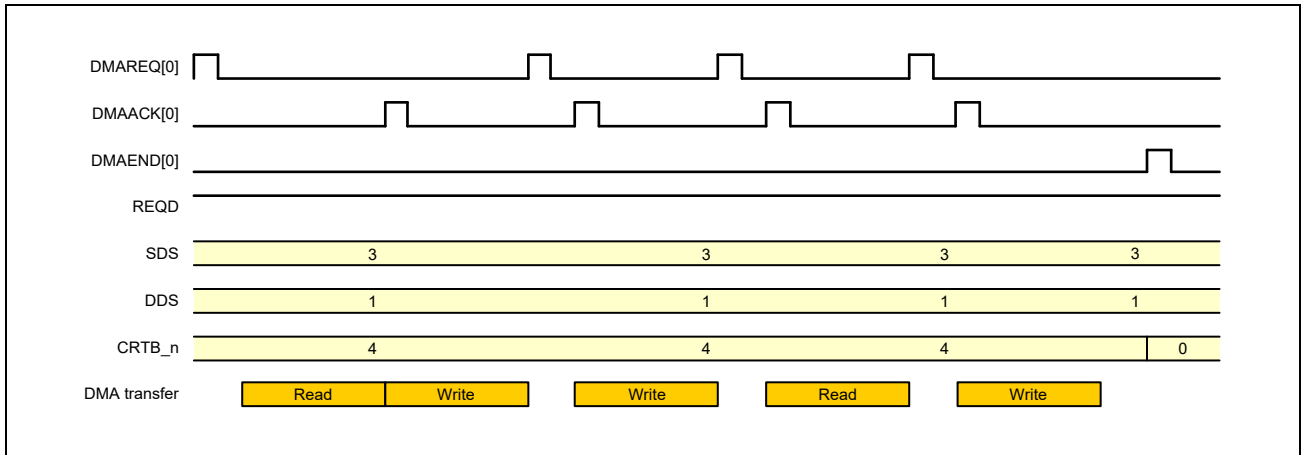 DMAREQ[0]
DMAACK[0]
DMAEND[0]
REQD
SDS 3 3 3 3
DDS 1 1 1 1
CRTB_n 4 4 4 0
DMA transfer Read Write Write Read Write